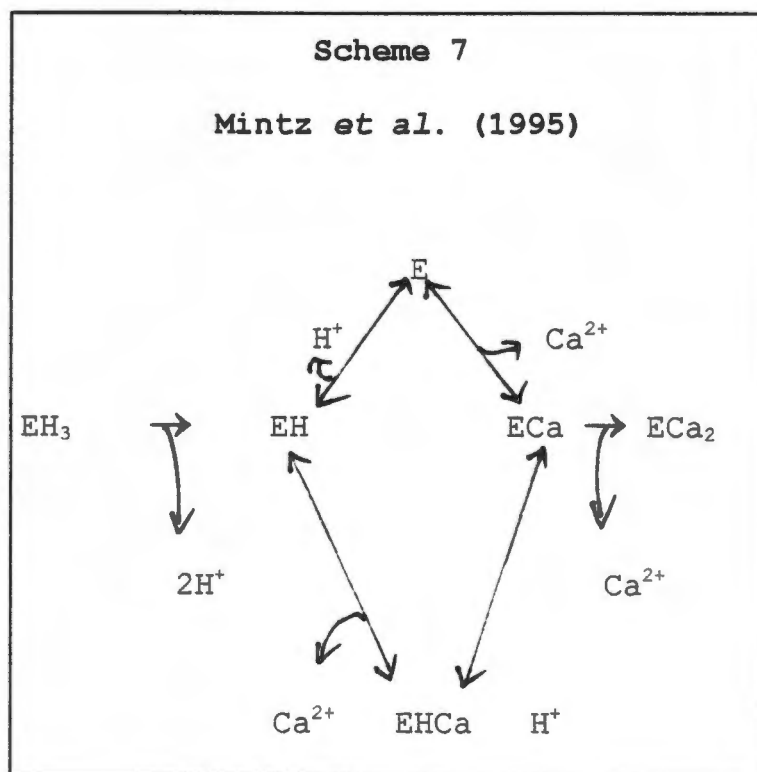 Scheme 7
Mintz et al. (1995)
E
H⁺ Ca²⁺
EH₃ EH ECa ECa₂
2H⁺ Ca²⁺
Ca²⁺ EHCa H⁺